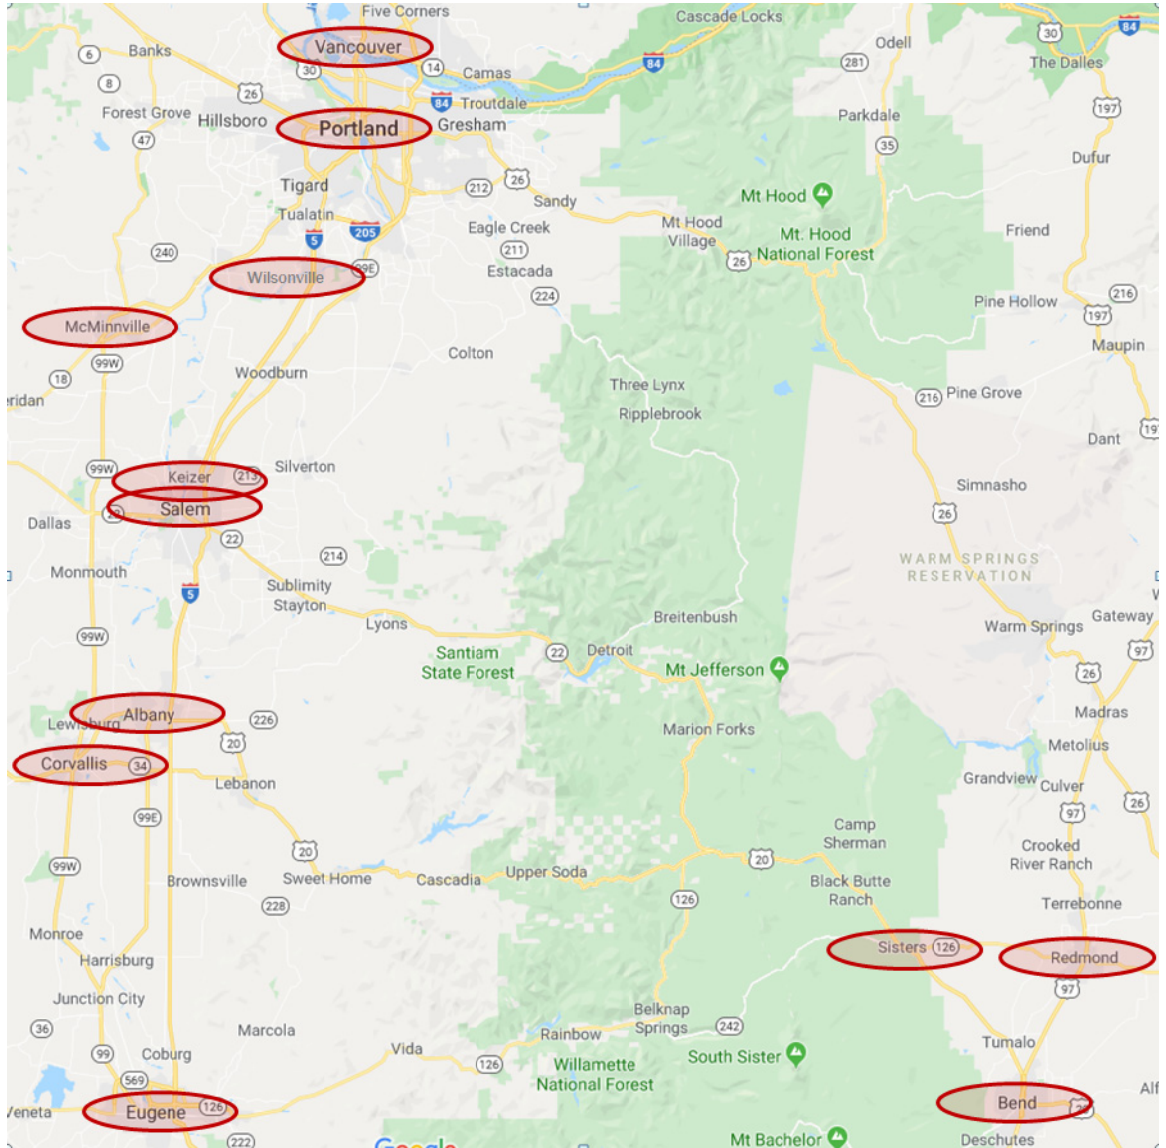 Five Corners
Cascade Locks
Vancouver
Banks
6
30
14
84
30
84
Odell
281
The Dalles
8
26
Camas
84
Troutdale
197
Forest Grove
Hillsboro
Portland
Gresham
Parkdale
47
35
Dufur
Tigard
212
26
Mt Hood
Sandy
Tualatin
Mt Hood
Village
Eagle Creek
5
205
211
Friend
Mt. Hood
National Forest
240
26
Wilsonville
99E
Estacada
224
Pine Hollow
216
197
McMinnville
Maupin
99W
Colton
Woodburn
18
Three Lynx
Ripplebrook
216
Pine Grove
eridan
197
Dant
99W
Keizer
213
Silverton
Simnasho
Salem
26
Dallas
22
22
214
WARM SPRINGS
RESERVATION
Monmouth
5
Sublimity
Stayton
Lyons
Breitenbush
Gateway
99W
Warm Springs
Santiam
State Forest
22
Detroit
97
Mt Jefferson
26
Albany
Madras
Lewisburg
226
Marion Forks
20
Metolius
Corvallis
34
Lebanon
Grandview
Culver
99E
97
26
Camp
Sherman
Crooked
River Ranch
20
20
99W
Upper Soda
Brownsville
Sweet Home
Cascadia
Black Butte
Ranch
126
228
Terrebonne
Monroe
Sisters
126
Redmond
Harrisburg
97
Junction City
Belknap
Springs
36
Marcola
Rainbow
242
Tumalo
99
Coburg
Vida
126
South Sister
Willamette
National Forest
569
Alf
Veneta
Eugene
126
Bend
20
222
Google
Mt Bachelor
Deschutes